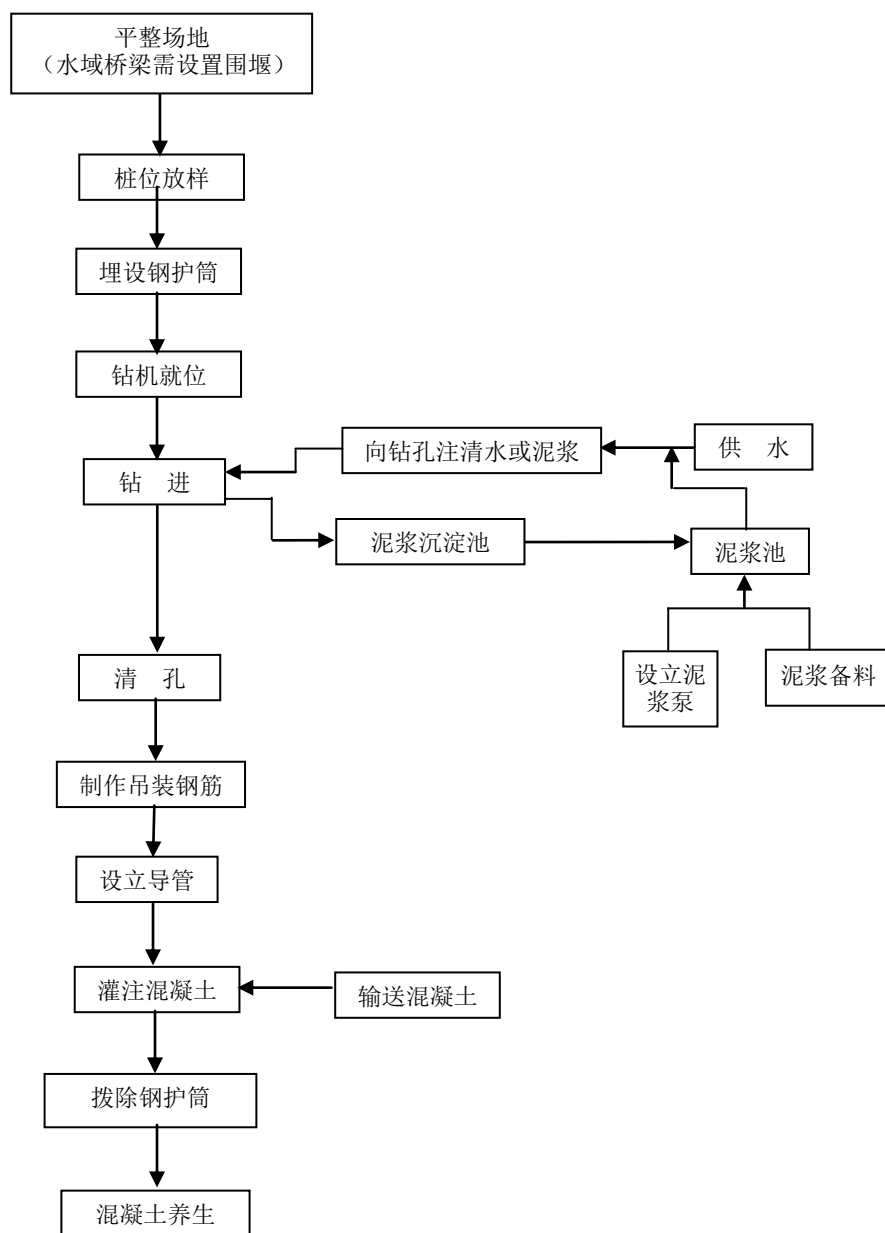 平整场地
（水域桥梁需设置围堰）
桩位放样
埋设钢护筒
钻机就位
向钻孔注清水或泥浆
供 水
钻 进
泥浆沉淀池
泥浆池
清 孔
设立泥
浆泵
泥浆备料
制作吊装钢筋
设立导管
灌注混凝土
输送混凝土
拨除钢护筒
混凝土养生